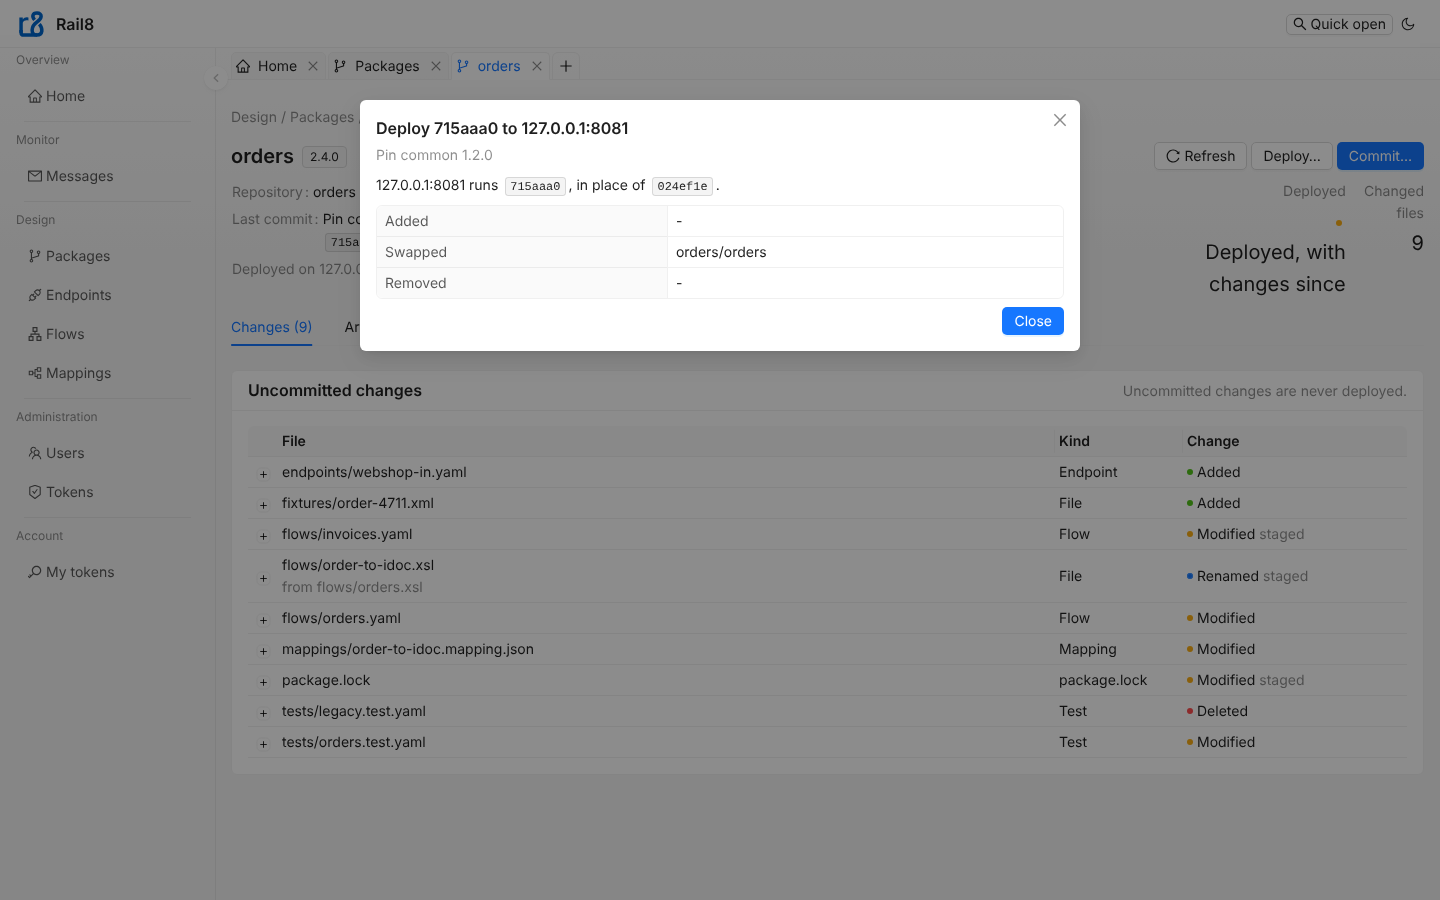 Rail8
Quick open
Overview
Home
Monitor
Messages
Design
Packages
Endpoints
Flows
Mappings
Administration
Users
Tokens
Account
My tokens
Home
Packages
orders
Design / Packages /
orders 2.4.0
Refresh
Deploy...
Commit...
Repository: orders
Last commit: Pin co
715a
Deployed on 127.0.0
Deployed
Deployed, with
changes since
Changed
files
9
Changes (9)
Ar
Deploy 715aaa0 to 127.0.0.1:8081
Pin common 1.2.0
127.0.0.1:8081 runs 715aaa0, in place of 024ef1e.
Added -
Swapped orders/orders
Removed -
Close
Uncommitted changes
Uncommitted changes are never deployed.
File Kind Change
+ endpoints/webshop-in.yaml Endpoint Added
+ fixtures/order-4711.xml File Added
+ flows/invoices.yaml Flow Modified staged
+ flows/order-to-idoc.xsl File Renamed staged
from flows/orders.xsl
+ flows/orders.yaml Flow Modified
+ mappings/order-to-idoc.mapping.json Mapping Modified
+ package.lock package.lock Modified staged
+ tests/legacy.test.yaml Test Deleted
+ tests/orders.test.yaml Test Modified